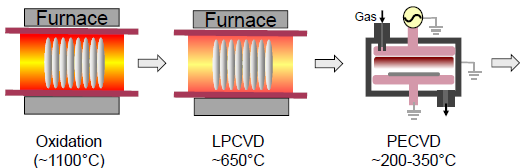 Furnace
Furnace
Gas
Oxidation
(~1100°C)
LPCVD
~650°C
PECVD
~200-350°C